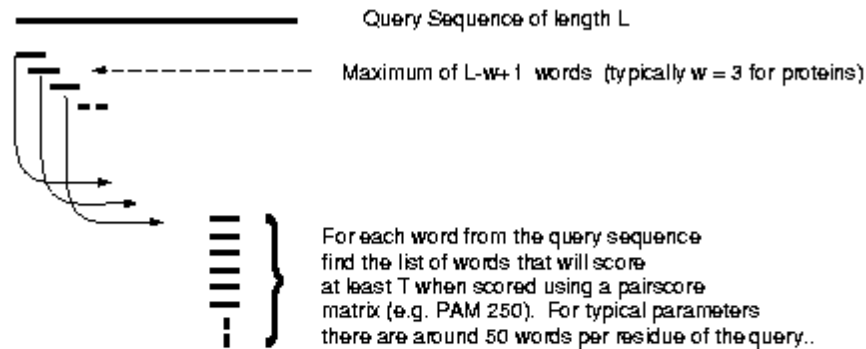 Query Sequence of length L
Maximum of L-w+1 words (typically w = 3 for proteins)
For each word from the query sequence
find the list of words that will score
at least T when scored using a pairscore
matrix (e.g. PAM 250). For typical parameters
there are around 50 words per residue of the query..